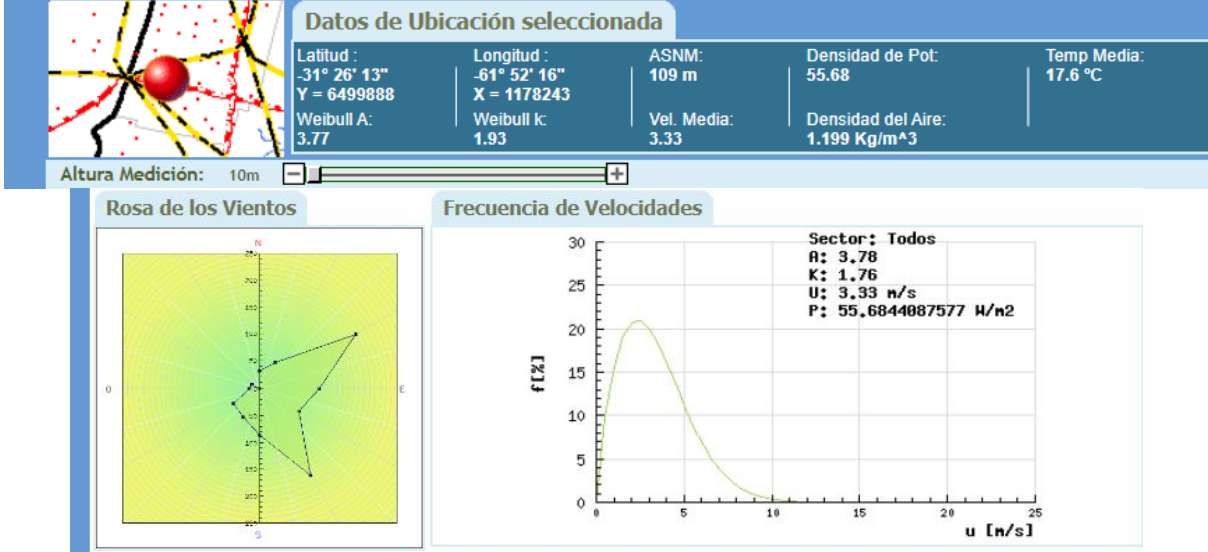 Datos de Ubicación seleccionada
Latitud :
-31° 26' 13"
Y = 6499888
Longitud :
-61° 52' 16"
X = 1178243
ASNM:
109 m
Densidad de Pot:
55.68
Temp Media:
17.6 ºC
Weibull A:
3.77
Weibull k:
1.93
Vel. Media:
3.33
Densidad del Aire:
1.199 Kg/m^3
Altura Medición: 10m
Rosa de los Vientos
N
O
E
S
Frecuencia de Velocidades
Sector: Todos
A: 3.78
K: 1.76
U: 3.33 m/s
P: 55.6844087577 W/m2
f[%]
30
25
20
15
10
5
0
0 5 10 15 20 25
u [m/s]